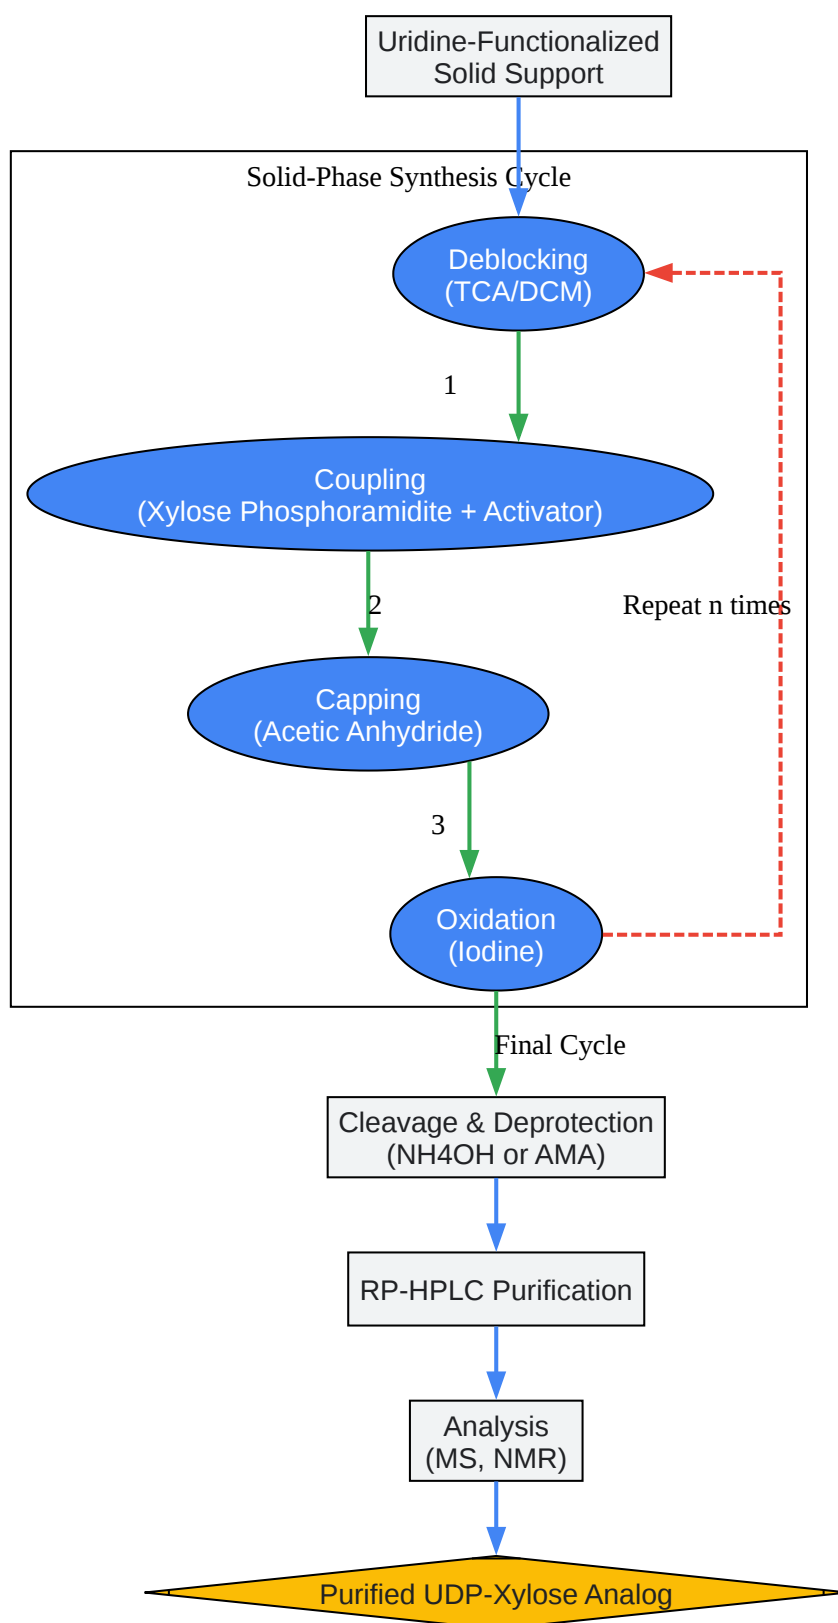 Uridine-Functionalized
Solid Support
Solid-Phase Synthesis Cycle
Deblocking
(TCA/DCM)
1
Coupling
(Xylose Phosphoramidite + Activator)
2
Repeat n times
Capping
(Acetic Anhydride)
3
Oxidation
(Iodine)
Final Cycle
Cleavage & Deprotection
(NH4OH or AMA)
RP-HPLC Purification
Analysis
(MS, NMR)
Purified UDP-Xylose Analog